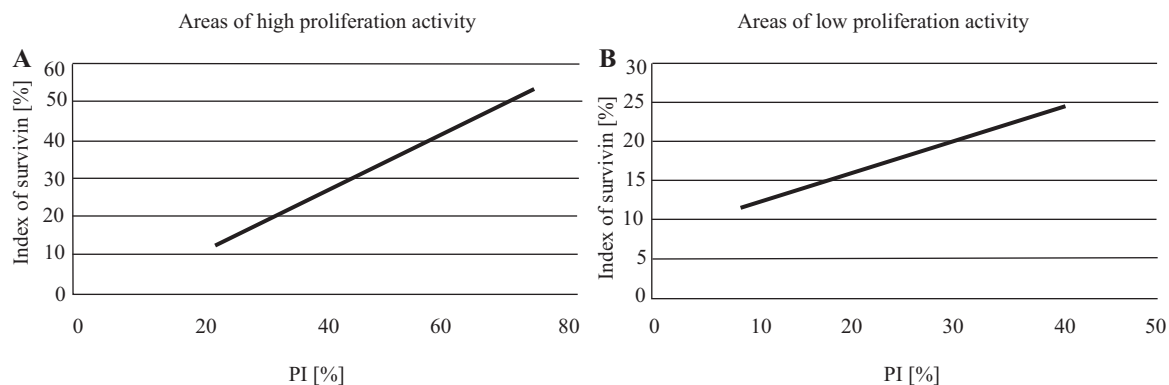 Areas of high proliferation activity
A
Index of survivin [%]
60
50
40
30
20
10
0
0 20 40 60 80
PI [%]
Areas of low proliferation activity
B
Index of survivin [%]
30
25
20
15
10
5
0
0 10 20 30 40 50
PI [%]